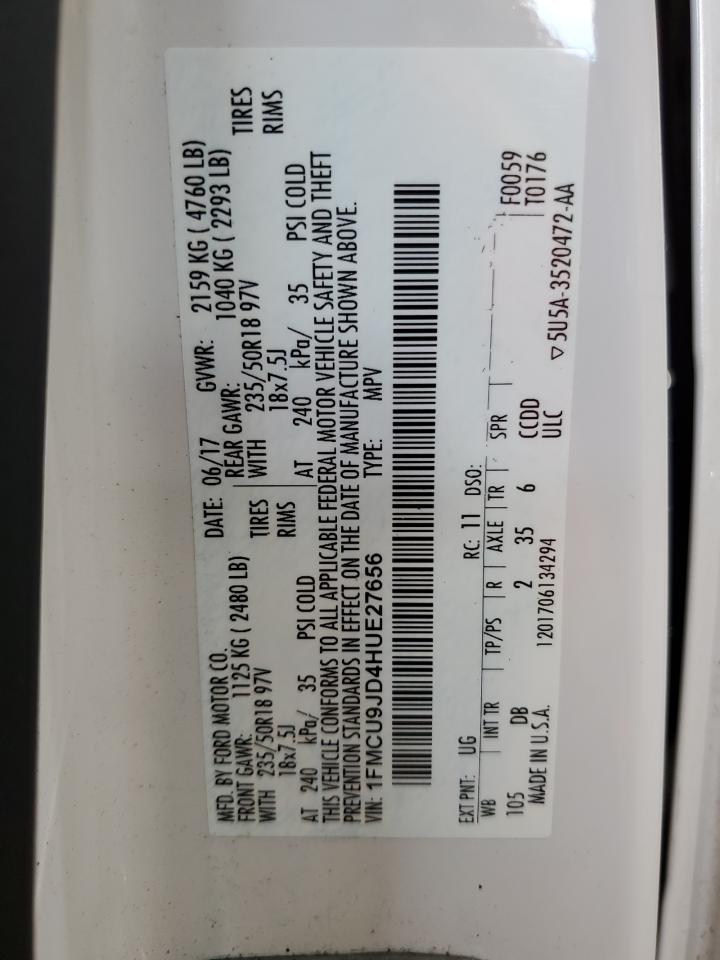 MFD. BY FORD MOTOR CO. DATE: 06/17 GVWR: 2159 KG ( 4760 LB)
FRONT GAWR: 1125 KG ( 2480 LB) REAR GAWR: 1040 KG ( 2293 LB)
WITH 235/50R18 97V TIRES WITH 235/50R18 97V TIRES
18x7.5J RIMS 18x7.5J RIMS
AT 240 kPa/ 35 PSI COLD AT 240 kPa/ 35 PSI COLD
THIS VEHICLE CONFORMS TO ALL APPLICABLE FEDERAL MOTOR VEHICLE SAFETY AND THEFT
PREVENTION STANDARDS IN EFFECT ON THE DATE OF MANUFACTURE SHOWN ABOVE.
VIN: 1FMCU9JD4HUE27656 TYPE: MPV
EXT PNT: UG RC: 11 DSO:
WB INT TR TP/PS R AXLE TR SPR F0059
105 DB 2 35 6 CCDD T0176
MADE IN U.S.A. 1201706134294 ULC ▽5U5A-3520472-AA